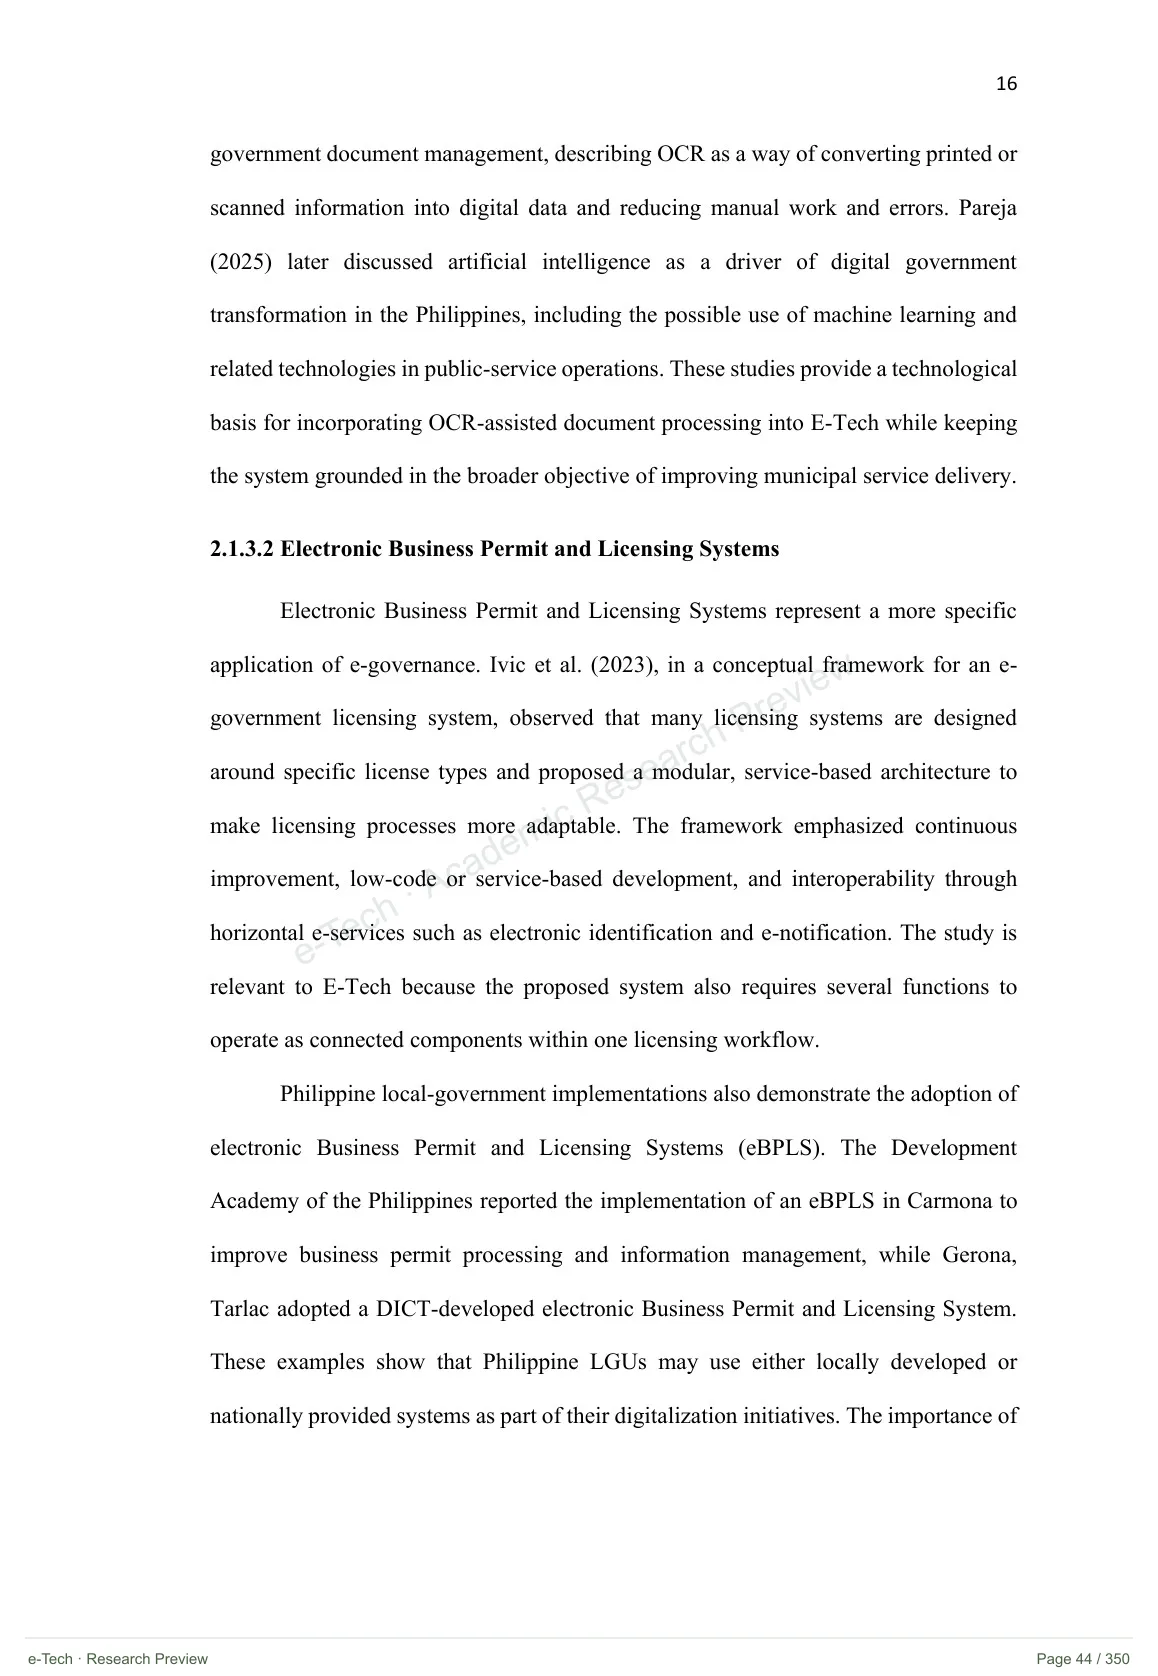 16
government document management, describing OCR as a way of converting printed or
scanned information into digital data and reducing manual work and errors. Pareja
(2025) later discussed artificial intelligence as a driver of digital government
transformation in the Philippines, including the possible use of machine learning and
related technologies in public-service operations. These studies provide a technological
basis for incorporating OCR-assisted document processing into E-Tech while keeping
the system grounded in the broader objective of improving municipal service delivery.
2.1.3.2 Electronic Business Permit and Licensing Systems
Electronic Business Permit and Licensing Systems represent a more specific
application of e-governance. Ivic et al. (2023), in a conceptual framework for an e-
government licensing system, observed that many licensing systems are designed
around specific license types and proposed a modular, service-based architecture to
make licensing processes more adaptable. The framework emphasized continuous
improvement, low-code or service-based development, and interoperability through
horizontal e-services such as electronic identification and e-notification. The study is
relevant to E-Tech because the proposed system also requires several functions to
operate as connected components within one licensing workflow.
Philippine local-government implementations also demonstrate the adoption of
electronic Business Permit and Licensing Systems (eBPLS). The Development
Academy of the Philippines reported the implementation of an eBPLS in Carmona to
improve business permit processing and information management, while Gerona,
Tarlac adopted a DICT-developed electronic Business Permit and Licensing System.
These examples show that Philippine LGUs may use either locally developed or
nationally provided systems as part of their digitalization initiatives. The importance of
e-Tech · Academic Research Preview
e-Tech · Research Preview
Page 44 / 350